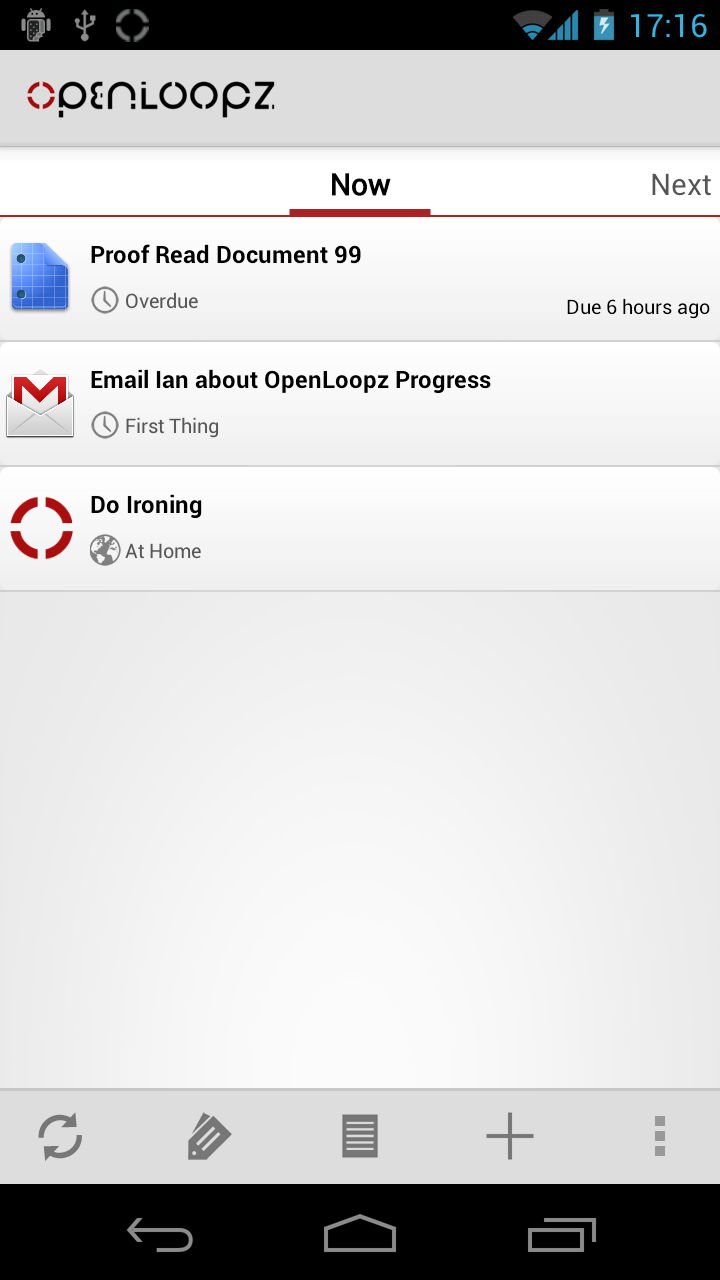 17:16
OPENLOOPZ
Now
Next
Proof Read Document 99
Overdue
Due 6 hours ago
Email Ian about OpenLoopz Progress
First Thing
Do Ironing
At Home